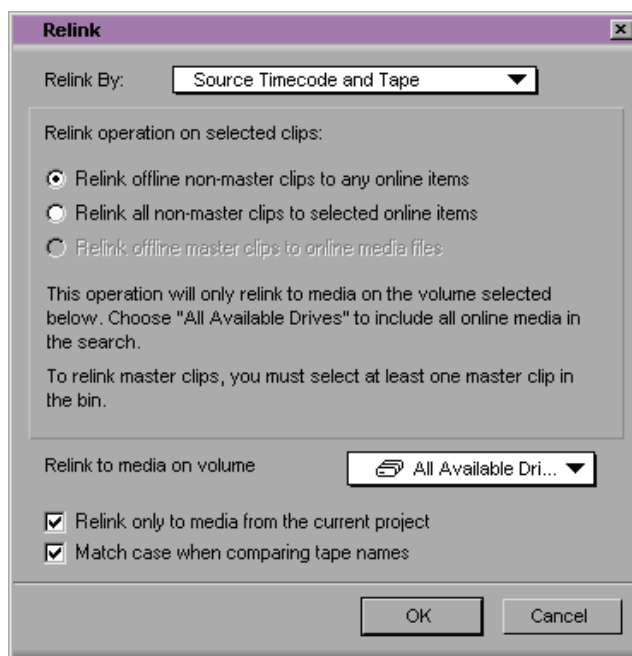 Relink
Relink By: Source Timecode and Tape
Relink operation on selected clips:
Relink offline non-master clips to any online items
Relink all non-master clips to selected online items
Relink offline master clips to online media files
This operation will only relink to media on the volume selected
below. Choose "All Available Drives" to include all online media in
the search.
To relink master clips, you must select at least one master clip in
the bin.
Relink to media on volume All Available Dri...
Relink only to media from the current project
Match case when comparing tape names
OK Cancel